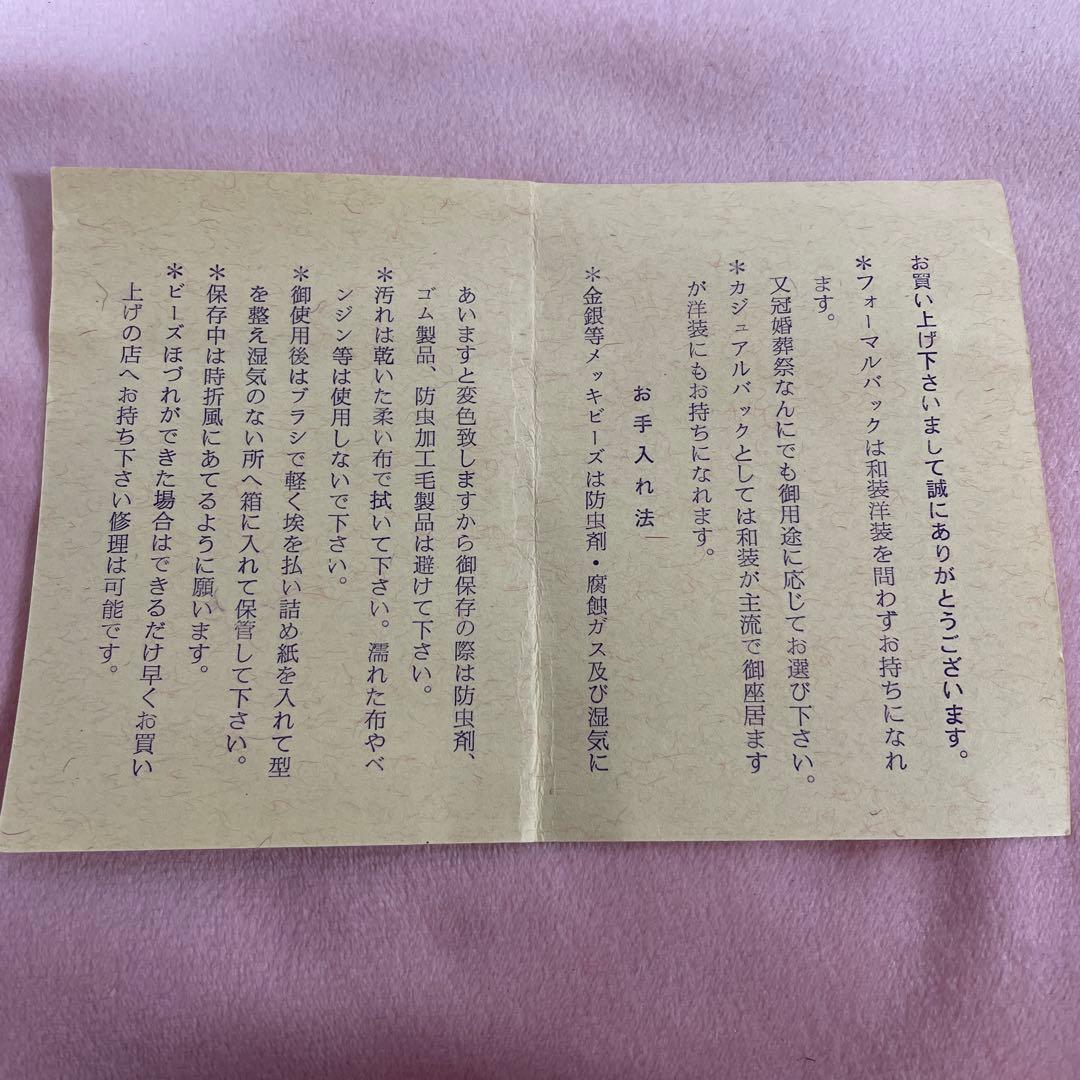 お買い上げ下さいまして誠にありがとうございます。
＊フォーマルバックは和装洋装を問わずお持ちになれ
ます。
又冠婚葬祭なんにでも御用途に応じてお選び下さい。
＊カジュアルバックとしては和装が主流で御座居ます
が洋装にもお持ちになれます。
お手入れ法
＊金銀等メッキビーズは防虫剤・腐蝕ガス及び湿気に
あいますと変色致しますから御保存の際は防虫剤、
ゴム製品、防虫加工毛製品は避けて下さい。
＊汚れは乾いた柔い布で拭いて下さい。濡れた布やベ
ンジン等は使用しないで下さい。
＊御使用後はブラシで軽く埃を払い詰め紙を入れて型
を整え湿気のない所へ箱に入れて保管して下さい。
＊保存中は時折風にあてるように願います。
＊ビーズほづれができた場合はできるだけ早くお買い
上げの店へお持ち下さい修理は可能です。